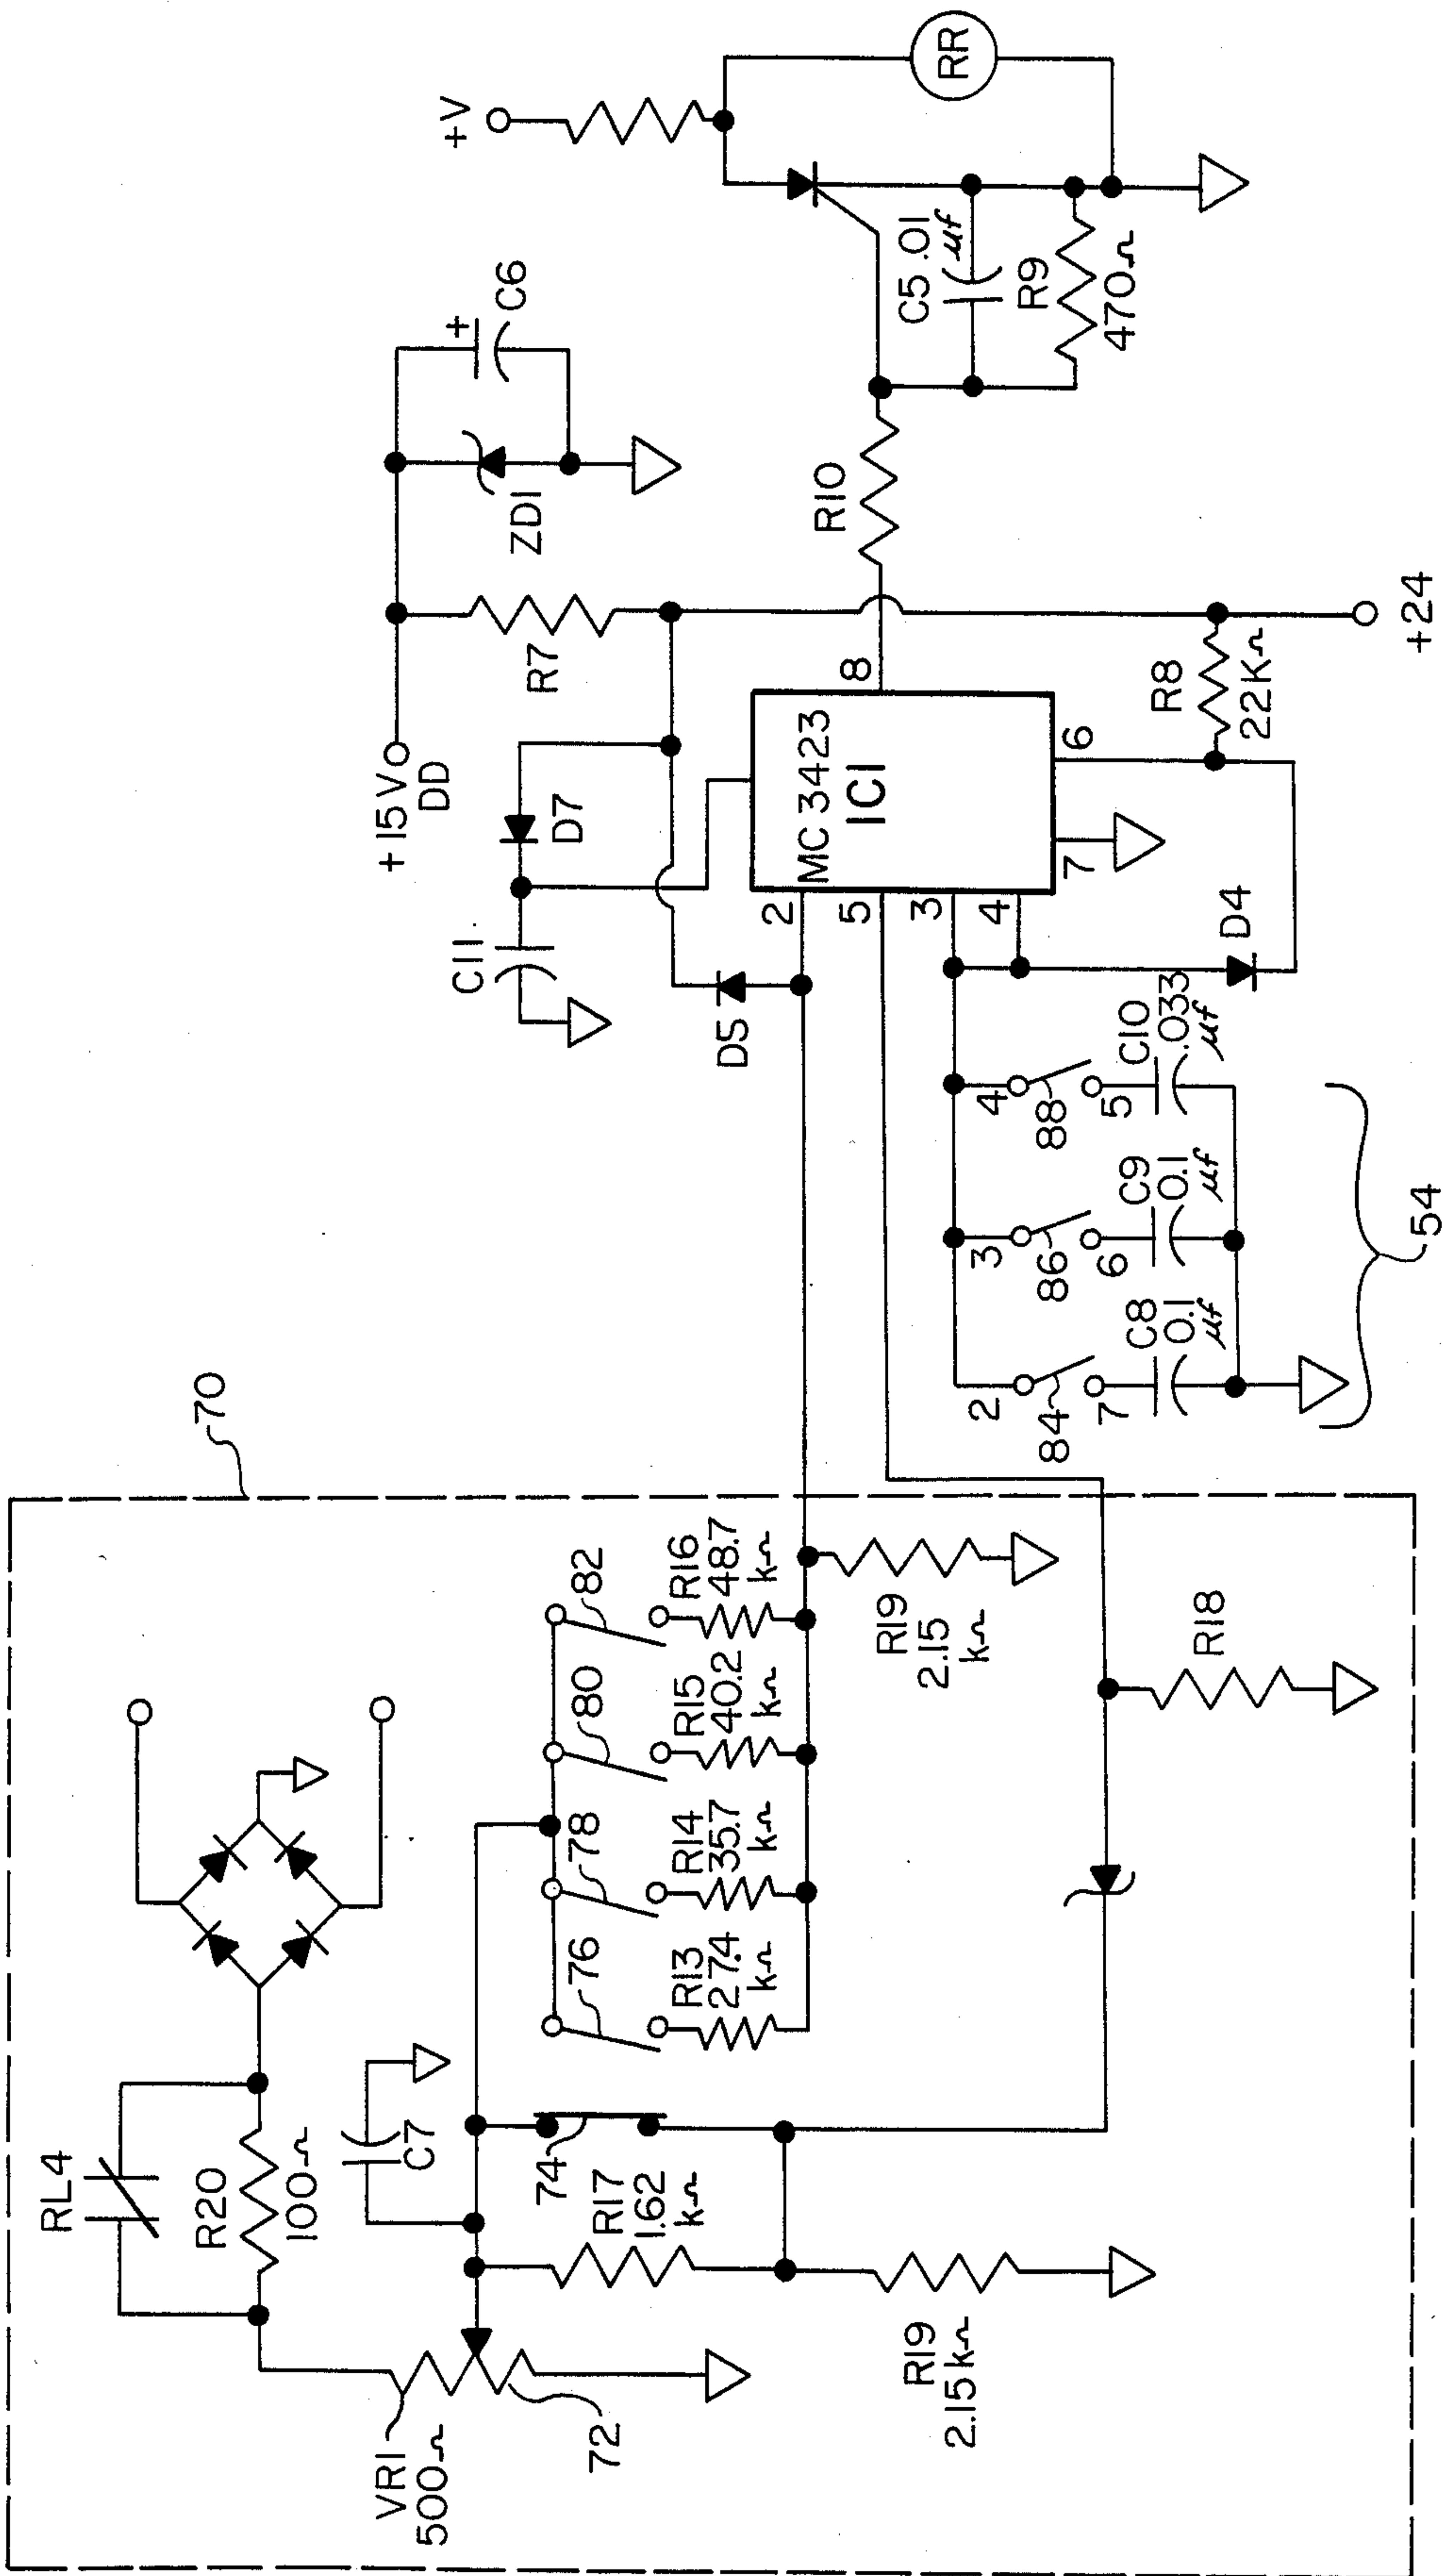 70
RL4
R20
100Ω
VR1
500Ω
72
C7
74
R17
1.62
kΩ
R19
2.15kΩ
76
78
80
82
R13
27.4
kΩ
R14
35.7
kΩ
R15
40.2
kΩ
R16
48.7
kΩ
R19
2.15
kΩ
R18
+15V
DD
C11
D7
D5
R7
ZD1
+
C6
MC3423
IC1
2
5
3
4
7
6
8
R10
R8
22KΩ
+24
D4
2
84
7
C8
0.1
µf
3
86
6
C9
0.1
µf
4
88
5
C10
.033
µf
54
+V
RR
C5 .01
µf
R9
470Ω